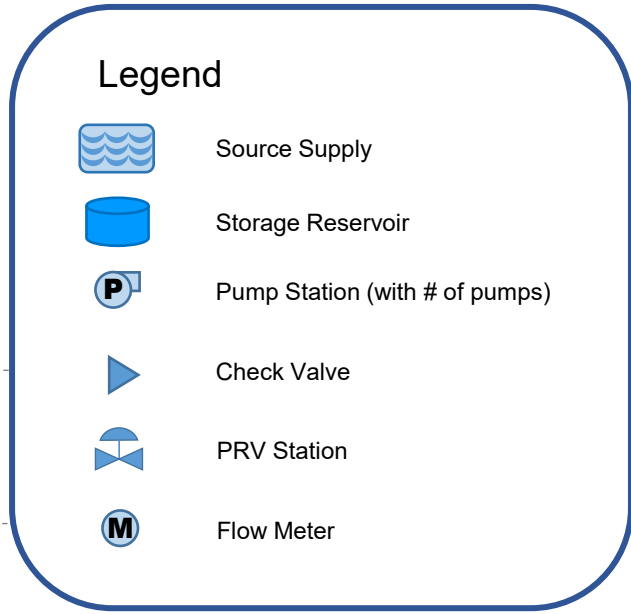 Legend
Source Supply
Storage Reservoir
P
Pump Station (with # of pumps)
Check Valve
PRV Station
M
Flow Meter